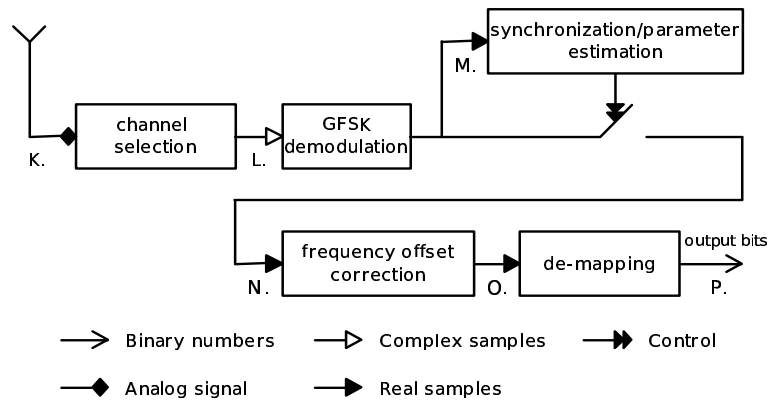 synchronization/parameter
estimation
M.
channel
selection
GFSK
demodulation
K.
L.
output bits
frequency offset
correction
de-mapping
N.
O.
P.
Binary numbers
Complex samples
Control
Analog signal
Real samples